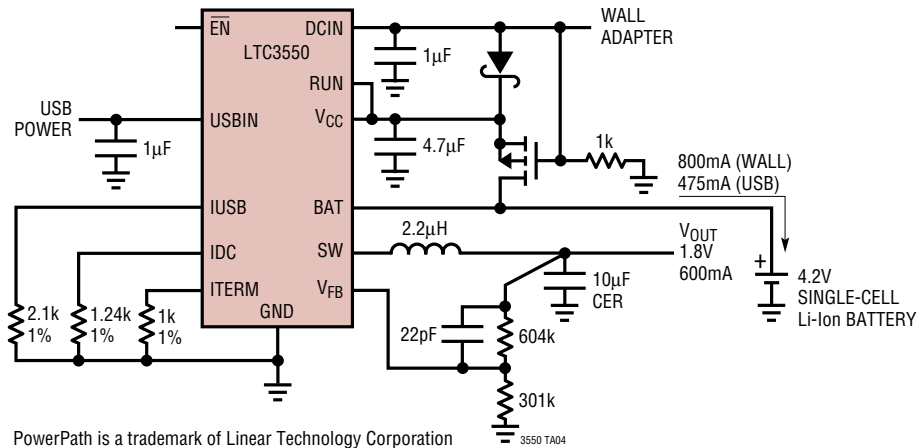 EN
DCIN
WALL
ADAPTER
LTC3550
1µF
RUN
USB
POWER
USBIN
VCC
1µF
4.7µF
1k
800mA (WALL)
475mA (USB)
IUSB
BAT
2.2µH
VOUT
1.8V
600mA
IDC
SW
+
10µF
CER
4.2V
SINGLE-CELL
Li-Ion BATTERY
ITERM
VFB
GND
2.1k
1%
1.24k
1%
1k
1%
22pF
604k
301k
PowerPath is a trademark of Linear Technology Corporation
3550 TA04